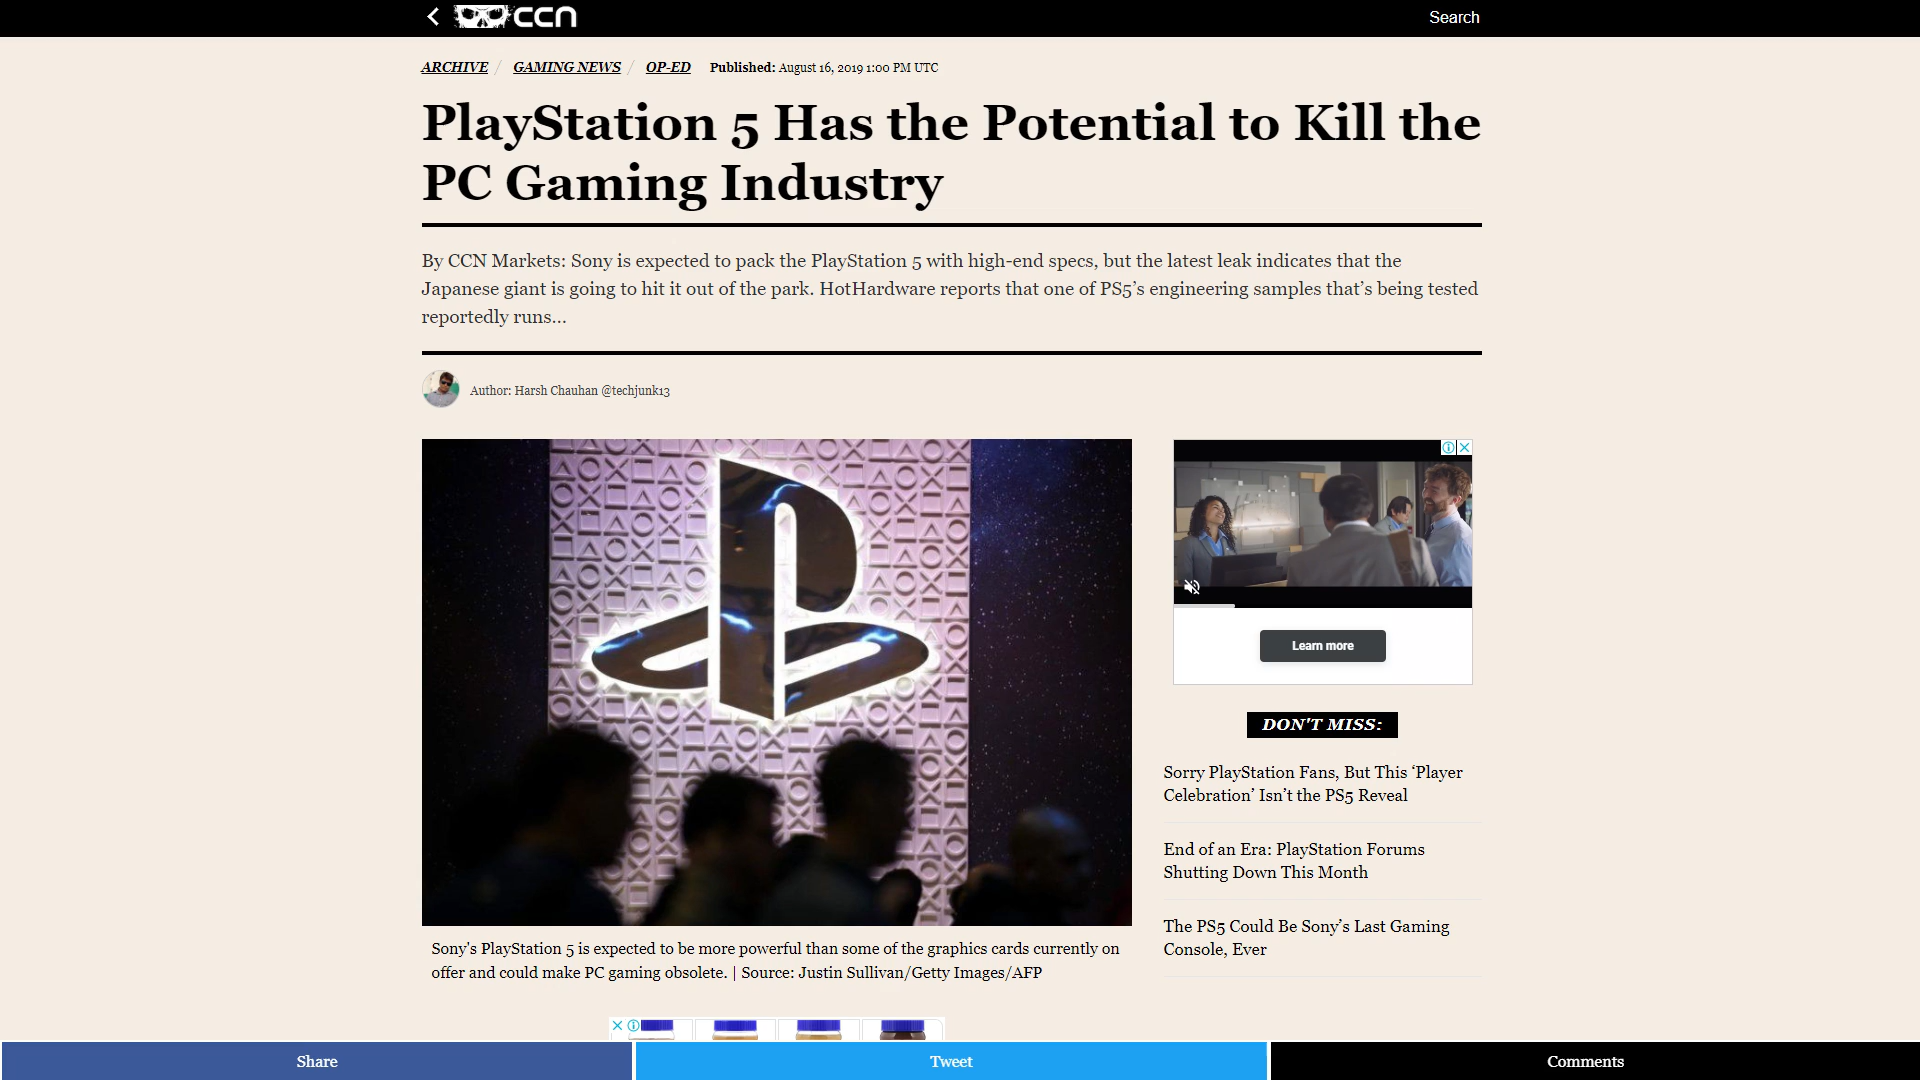 ccn
Search
ARCHIVE / GAMING NEWS / OP-ED Published: August 16, 2019 1:00 PM UTC
PlayStation 5 Has the Potential to Kill the
PC Gaming Industry
By CCN Markets: Sony is expected to pack the PlayStation 5 with high-end specs, but the latest leak indicates that the
Japanese giant is going to hit it out of the park. HotHardware reports that one of PS5’s engineering samples that’s being tested
reportedly runs…
Author: Harsh Chauhan @techjunk13
Learn more
DON'T MISS:
Sorry PlayStation Fans, But This ‘Player
Celebration’ Isn’t the PS5 Reveal
End of an Era: PlayStation Forums
Shutting Down This Month
The PS5 Could Be Sony’s Last Gaming
Console, Ever
Sony's PlayStation 5 is expected to be more powerful than some of the graphics cards currently on
offer and could make PC gaming obsolete. | Source: Justin Sullivan/Getty Images/AFP
Share
Tweet
Comments